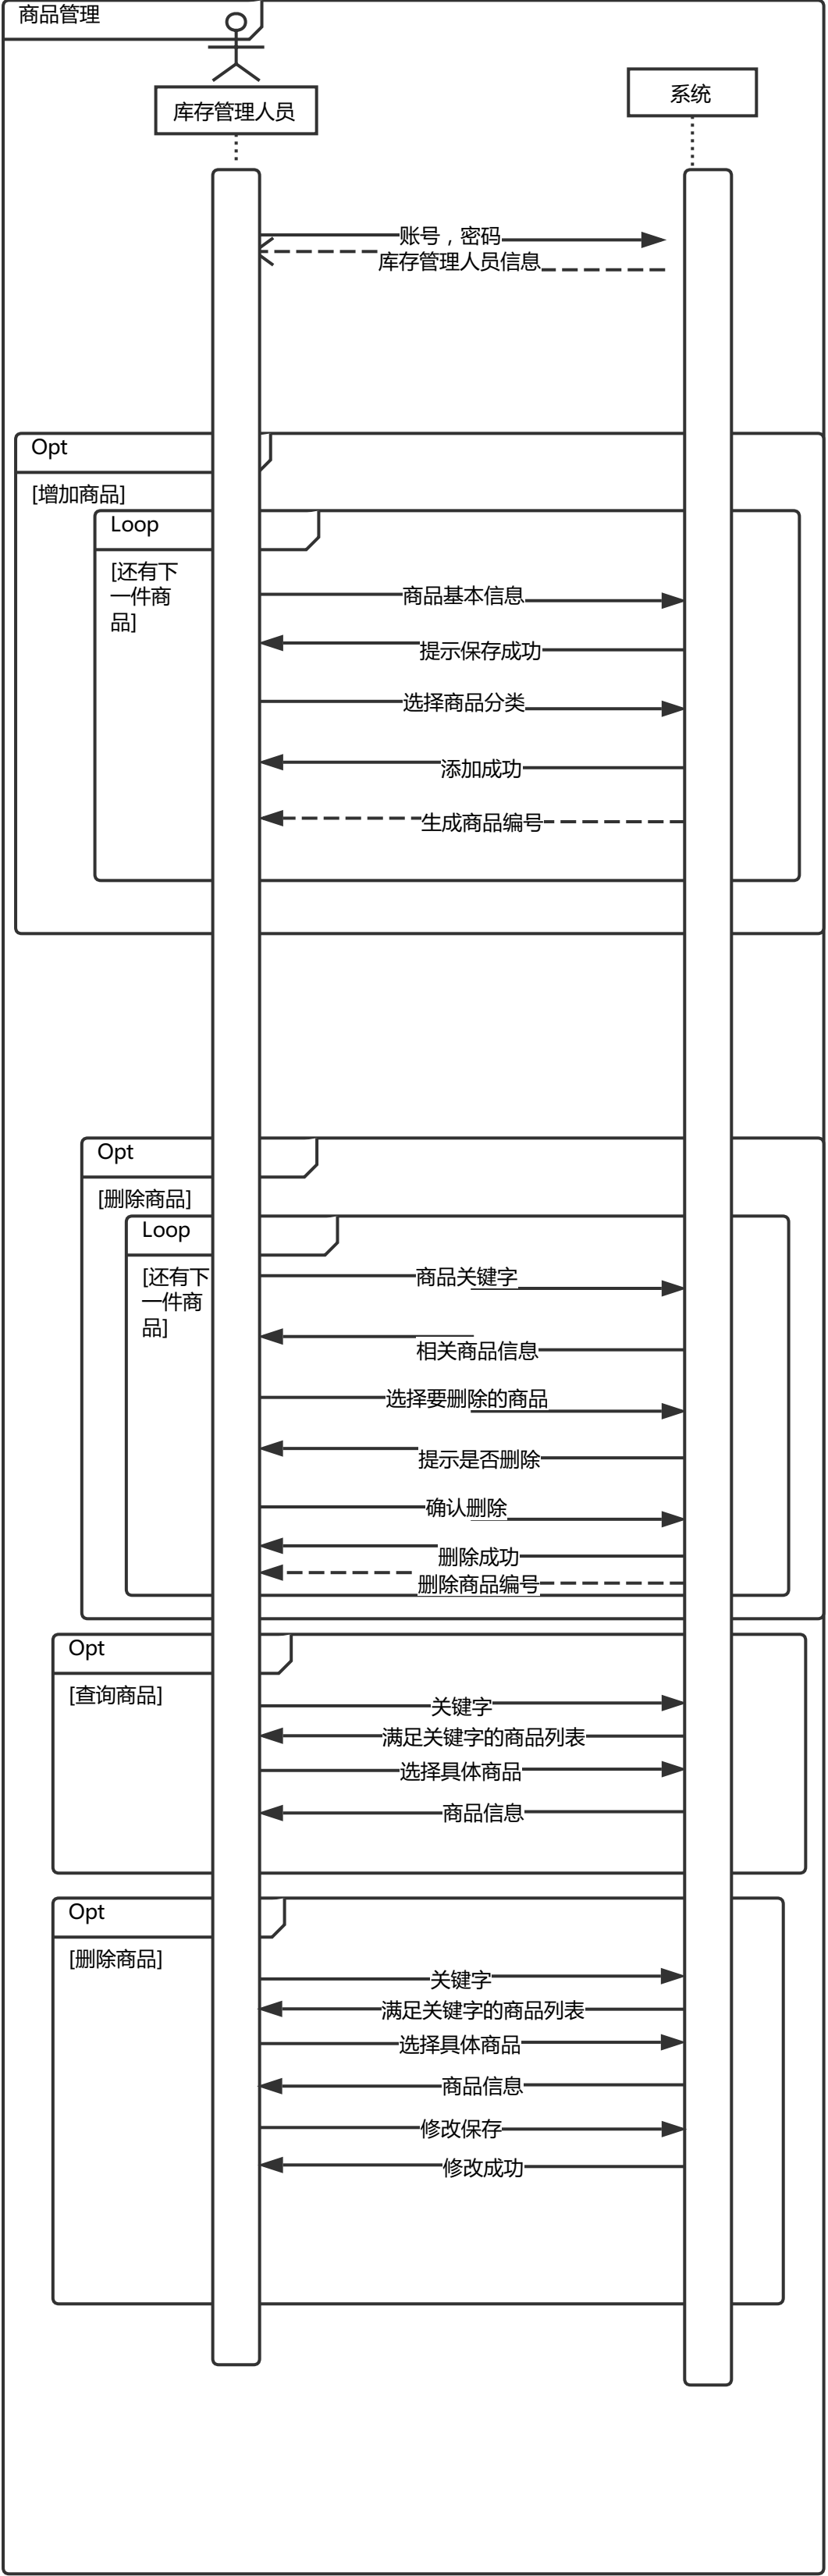 商品管理
库存管理人员
系统
账号，密码
库存管理人员信息
Opt
[增加商品]
Loop
[还有下
一件商
品]
商品基本信息
提示保存成功
选择商品分类
添加成功
生成商品编号
Opt
[删除商品]
Loop
[还有下
一件商
品]
商品关键字
相关商品信息
选择要删除的商品
提示是否删除
确认删除
删除成功
删除商品编号
Opt
[查询商品]
关键字
满足关键字的商品列表
选择具体商品
商品信息
Opt
[删除商品]
关键字
满足关键字的商品列表
选择具体商品
商品信息
修改保存
修改成功